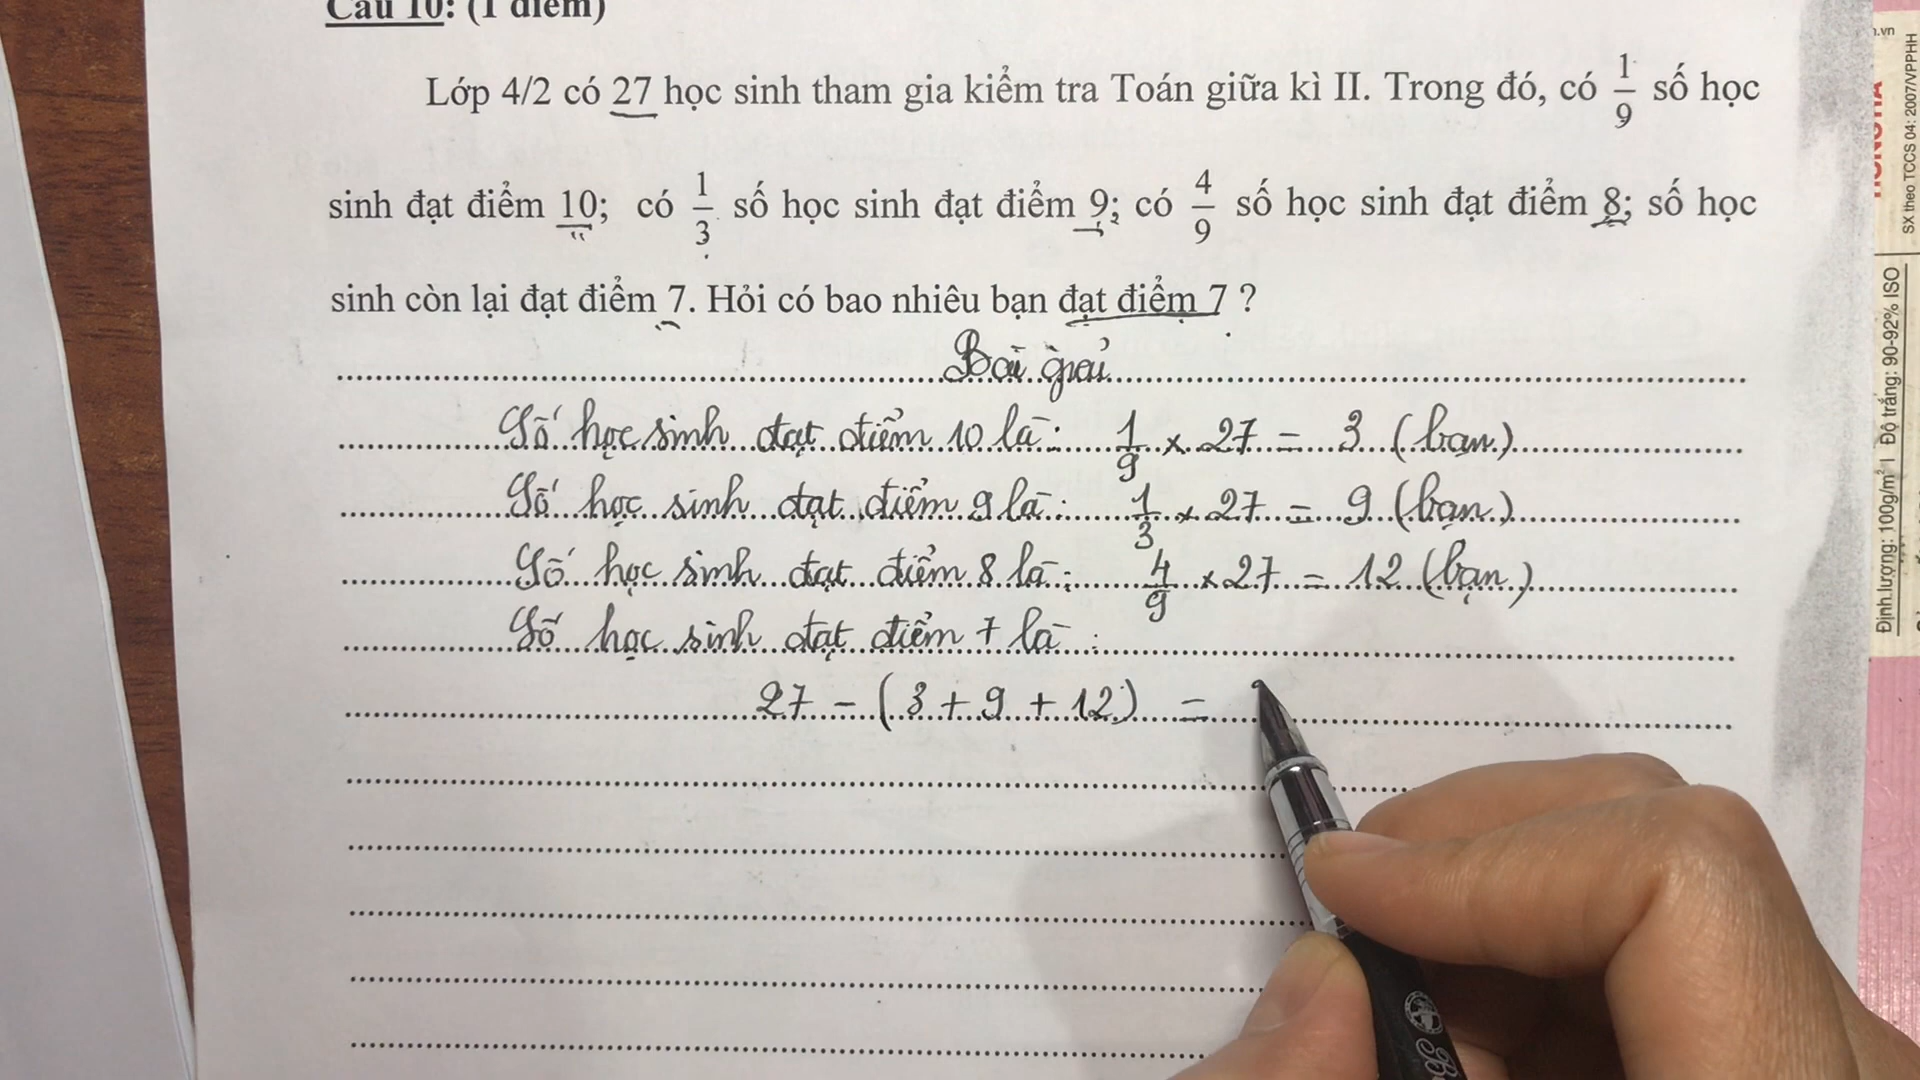 Câu 10: (1 điểm)
Lớp 4/2 có 27 học sinh tham gia kiểm tra Toán giữa kì II. Trong đó, có 1/9 số học
sinh đạt điểm 10; có 1/3 số học sinh đạt điểm 9; có 4/9 số học sinh đạt điểm 8; số học
sinh còn lại đạt điểm 7. Hỏi có bao nhiêu bạn đạt điểm 7 ?
Bài giải
Số học sinh đạt điểm 10 là: 1/9 × 27 = 3 (bạn)
Số học sinh đạt điểm 9 là: 1/3 × 27 = 9 (bạn)
Số học sinh đạt điểm 8 là: 4/9 × 27 = 12 (bạn)
Số học sinh đạt điểm 7 là:
27 - (3 + 9 + 12) =
.vn
SX theo TCCS 04: 2007/VPPHH
Định lượng: 100g/m² | Độ trắng: 90-92% ISO